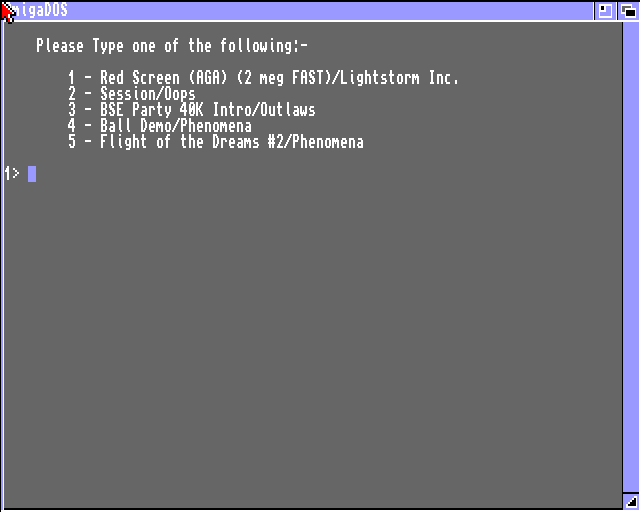 migaDOS
Please Type one of the following:-
1 - Red Screen (AGA) (2 meg FAST)/Lightstorm Inc.
2 - Session/Oops
3 - BSE Party 40K Intro/Outlaws
4 - Ball Demo/Phenomena
5 - Flight of the Dreams #2/Phenomena
1>